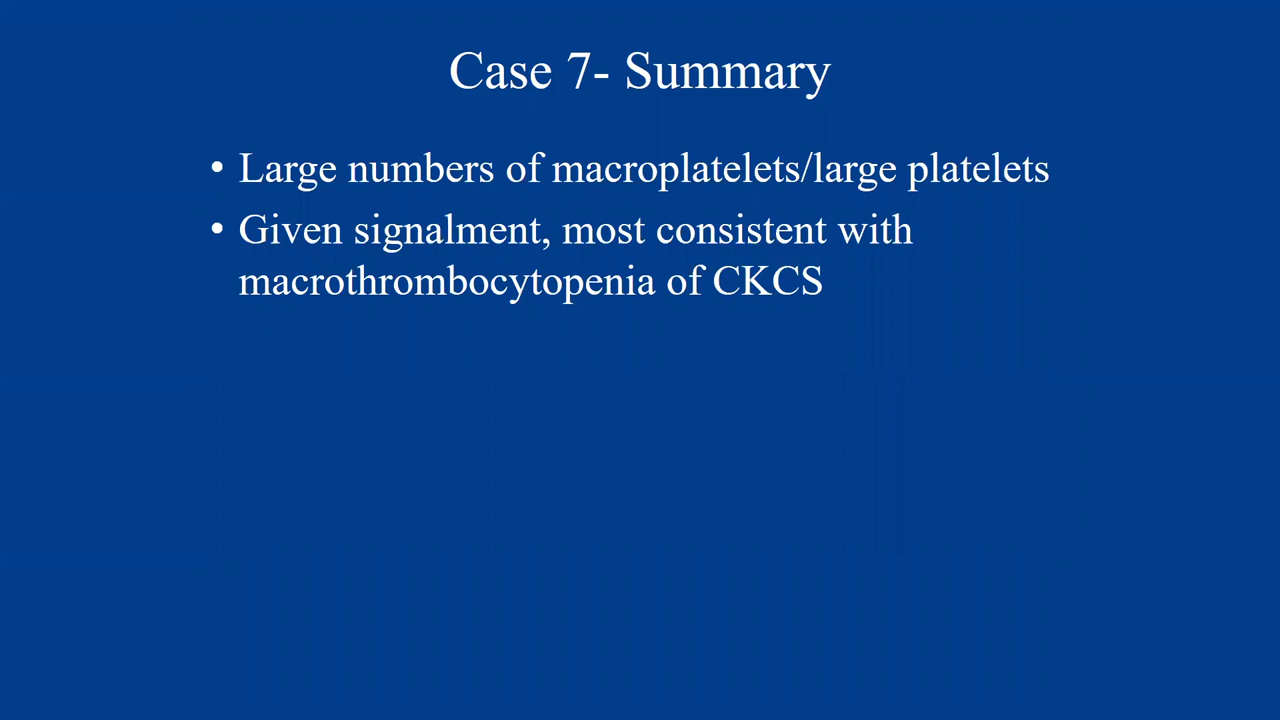 Case 7- Summary
• Large numbers of macroplatelets/large platelets
• Given signalment, most consistent with
macrothrombocytopenia of CKCS